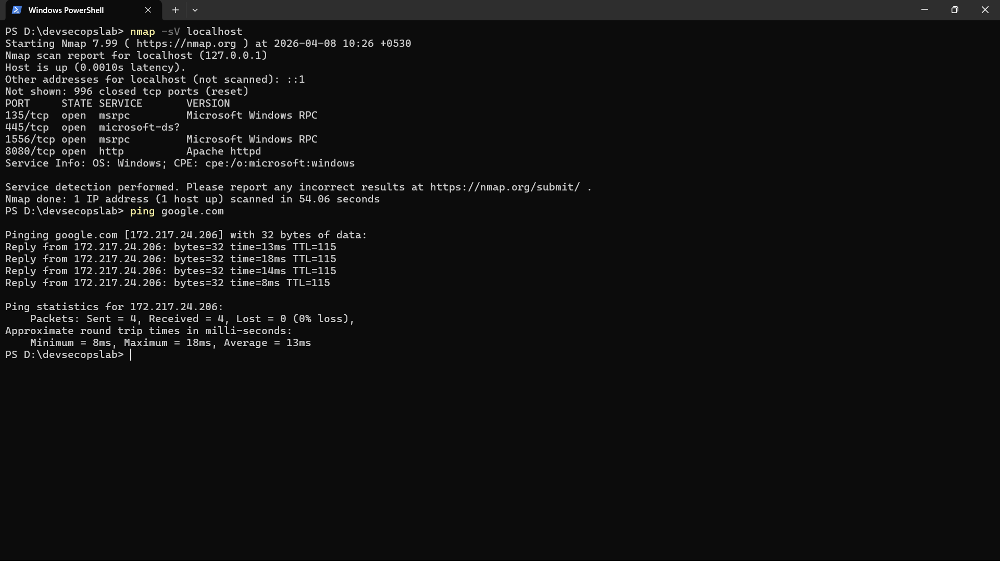 Windows PowerShell
PS D:\devsecopslab> nmap -sV localhost
Starting Nmap 7.99 ( https://nmap.org ) at 2026-04-08 10:26 +0530
Nmap scan report for localhost (127.0.0.1)
Host is up (0.0010s latency).
Other addresses for localhost (not scanned): ::1
Not shown: 996 closed tcp ports (reset)
PORT     STATE SERVICE       VERSION
135/tcp  open  msrpc         Microsoft Windows RPC
445/tcp  open  microsoft-ds?
1556/tcp open  msrpc         Microsoft Windows RPC
8080/tcp open  http          Apache httpd
Service Info: OS: Windows; CPE: cpe:/o:microsoft:windows
Service detection performed. Please report any incorrect results at https://nmap.org/submit/ .
Nmap done: 1 IP address (1 host up) scanned in 54.06 seconds
PS D:\devsecopslab> ping google.com
Pinging google.com [172.217.24.206] with 32 bytes of data:
Reply from 172.217.24.206: bytes=32 time=13ms TTL=115
Reply from 172.217.24.206: bytes=32 time=18ms TTL=115
Reply from 172.217.24.206: bytes=32 time=14ms TTL=115
Reply from 172.217.24.206: bytes=32 time=8ms TTL=115
Ping statistics for 172.217.24.206:
    Packets: Sent = 4, Received = 4, Lost = 0 (0% loss),
Approximate round trip times in milli-seconds:
    Minimum = 8ms, Maximum = 18ms, Average = 13ms
PS D:\devsecopslab>